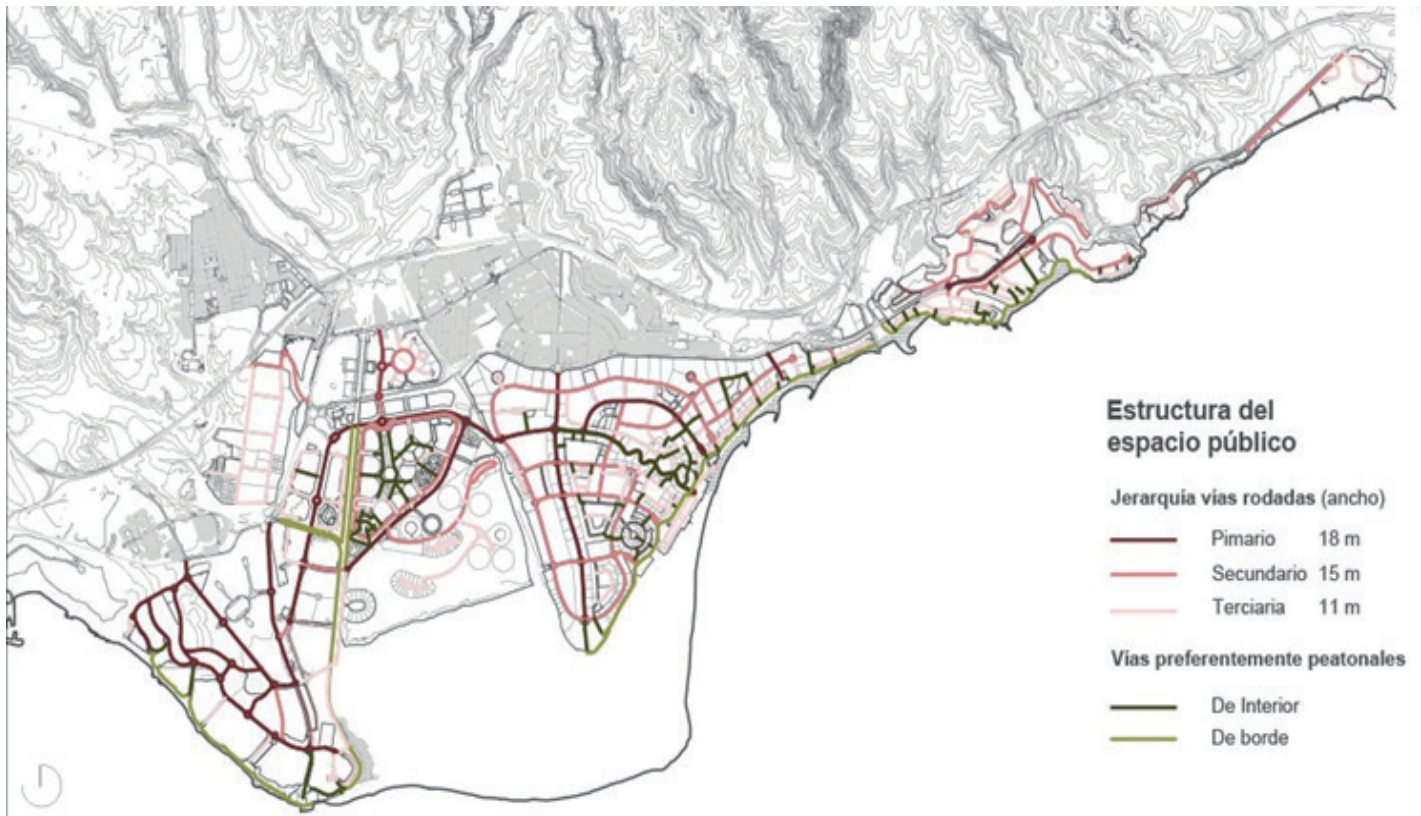 Estructura del
espacio público
Jerarquía vías rodadas (ancho)
Pimario 18 m
Secundario 15 m
Terciaria 11 m
Vías preferentemente peatonales
De Interior
De borde